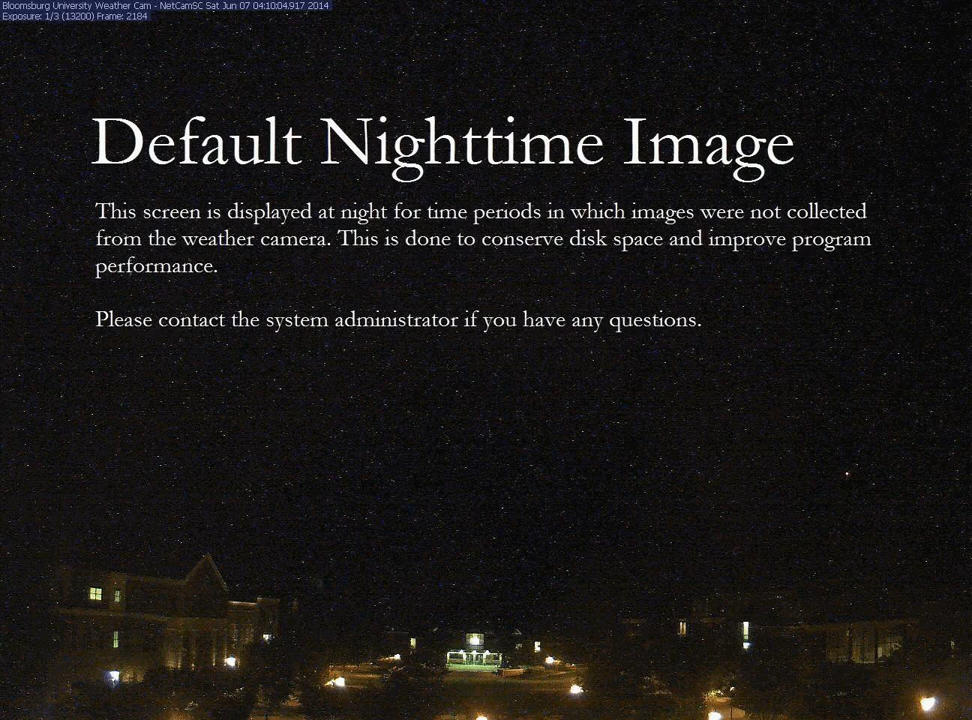 Bloomsburg University Weather Cam - NetCamSC Sat Jun 07 04:10:04.917 2014
Exposure: 1/3 (13200) Frame: 2184
Default Nighttime Image
This screen is displayed at night for time periods in which images were not collected
from the weather camera. This is done to conserve disk space and improve program
performance.
Please contact the system administrator if you have any questions.